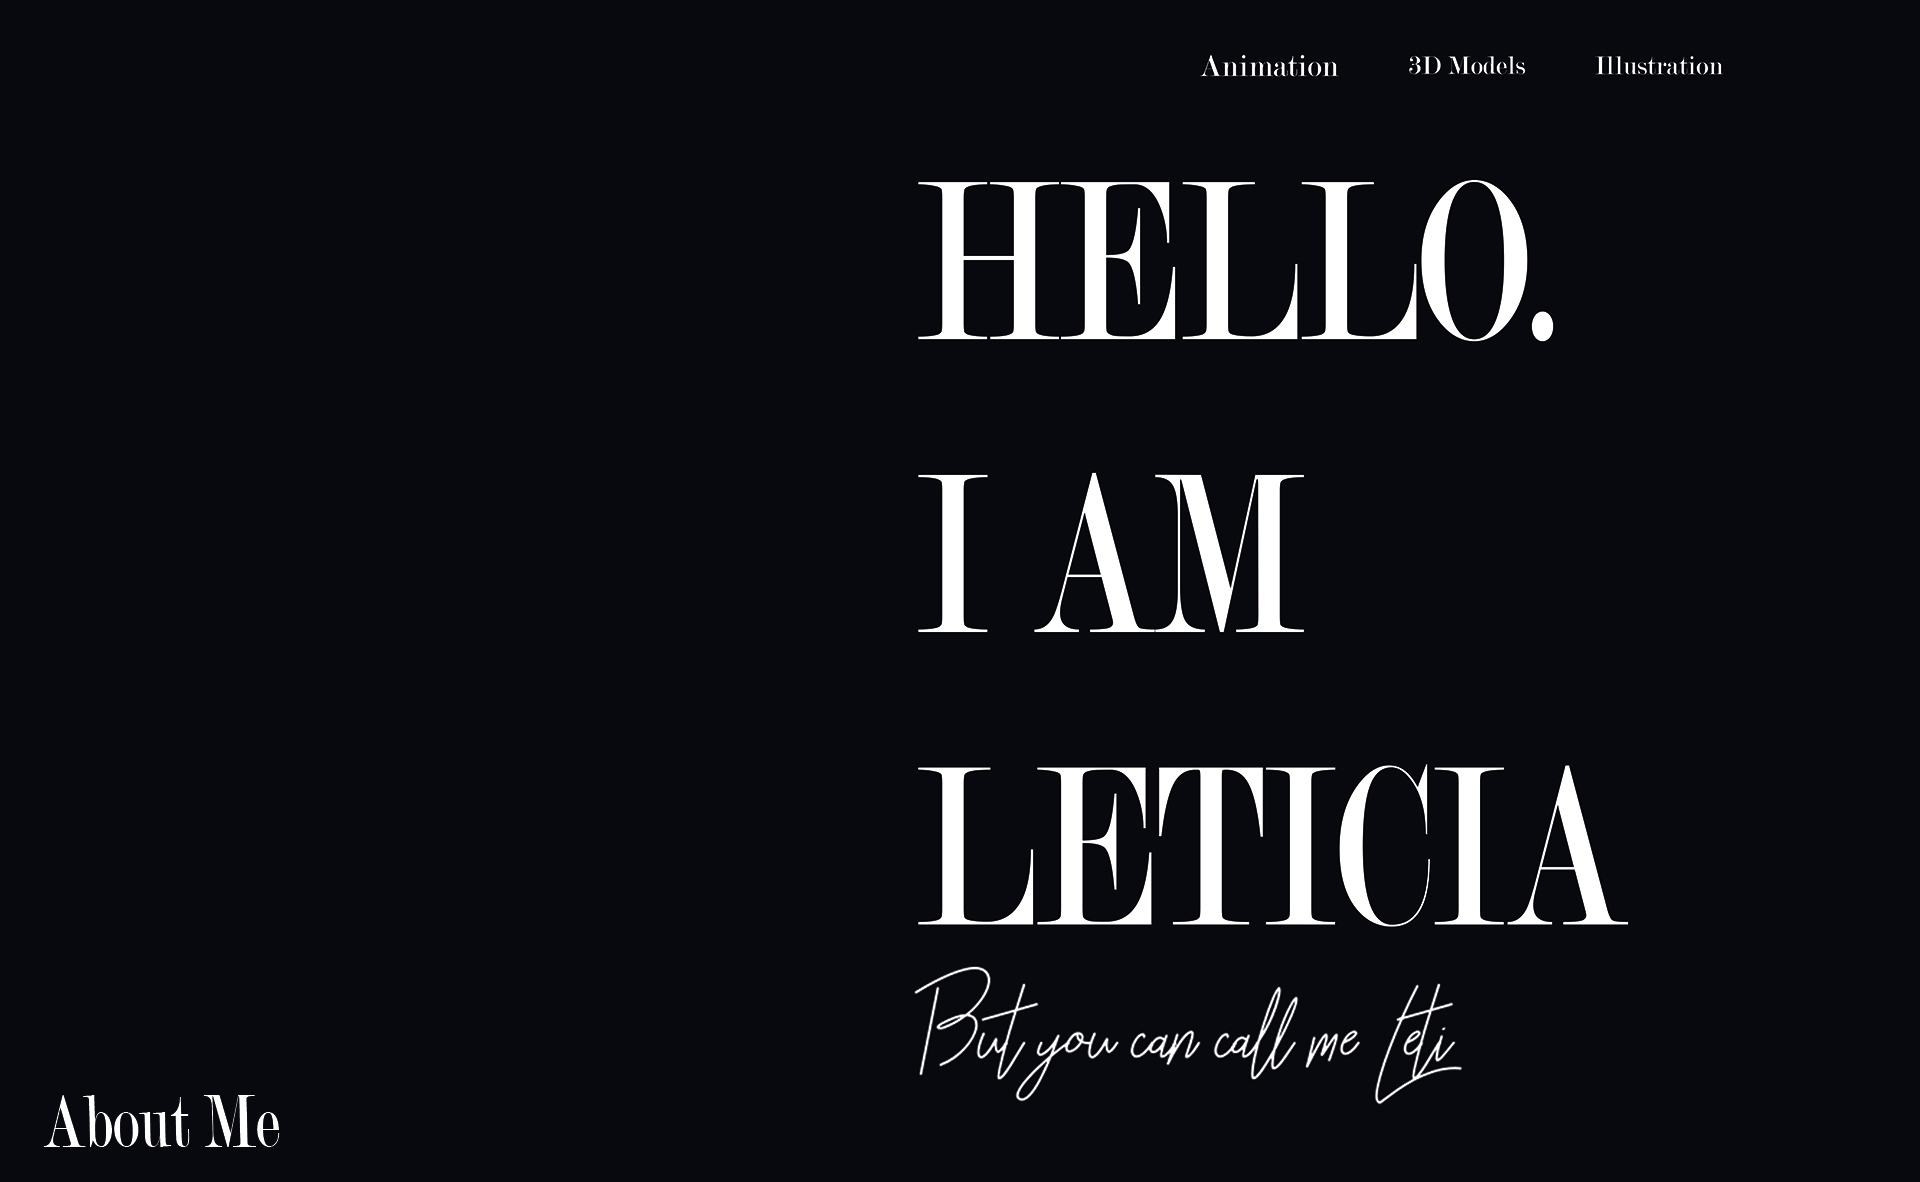 Animation 3D Models Illustration
HELLO.
I AM
LETICIA
But you can call me Leti
About Me